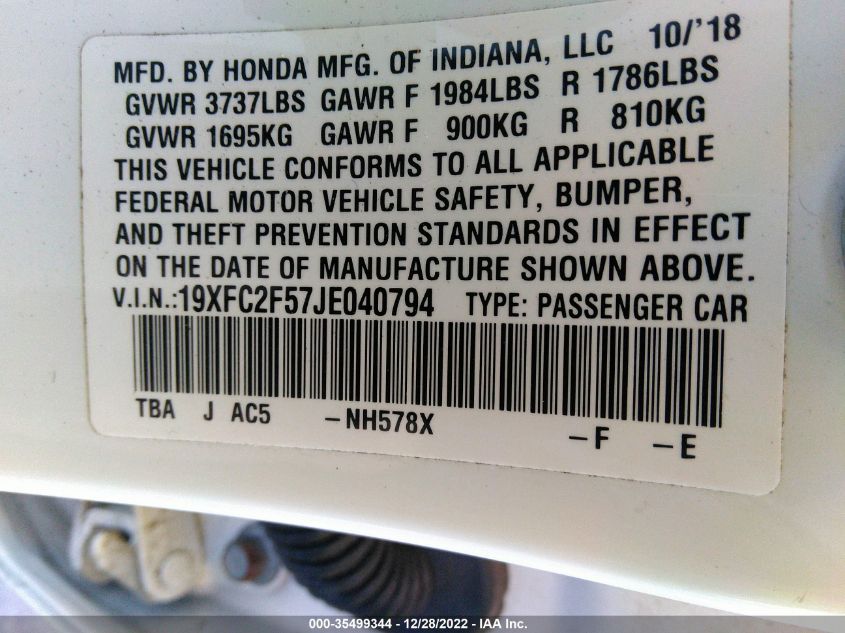 MFD. BY HONDA MFG. OF INDIANA, LLC 10/'18
GVWR 3737LBS GAWR F 1984LBS R 1786LBS
GVWR 1695KG GAWR F 900KG R 810KG
THIS VEHICLE CONFORMS TO ALL APPLICABLE
FEDERAL MOTOR VEHICLE SAFETY, BUMPER,
AND THEFT PREVENTION STANDARDS IN EFFECT
ON THE DATE OF MANUFACTURE SHOWN ABOVE.
V.I.N.:19XFC2F57JE040794 TYPE: PASSENGER CAR
TBA J AC5 -NH578X -F -E
000-35499344 / 12/28/2022 - IAA Inc.